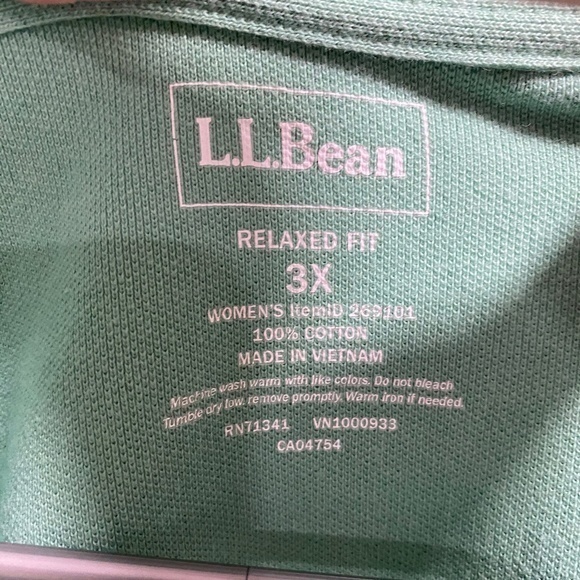 L.L.Bean
RELAXED FIT
3X
WOMEN'S ItemID 269101
100% COTTON
MADE IN VIETNAM
Machine wash warm with like colors. Do not bleach
Tumble dry low. remove promptly. Warm iron if needed.
RN71341 VN1000933
CA04754